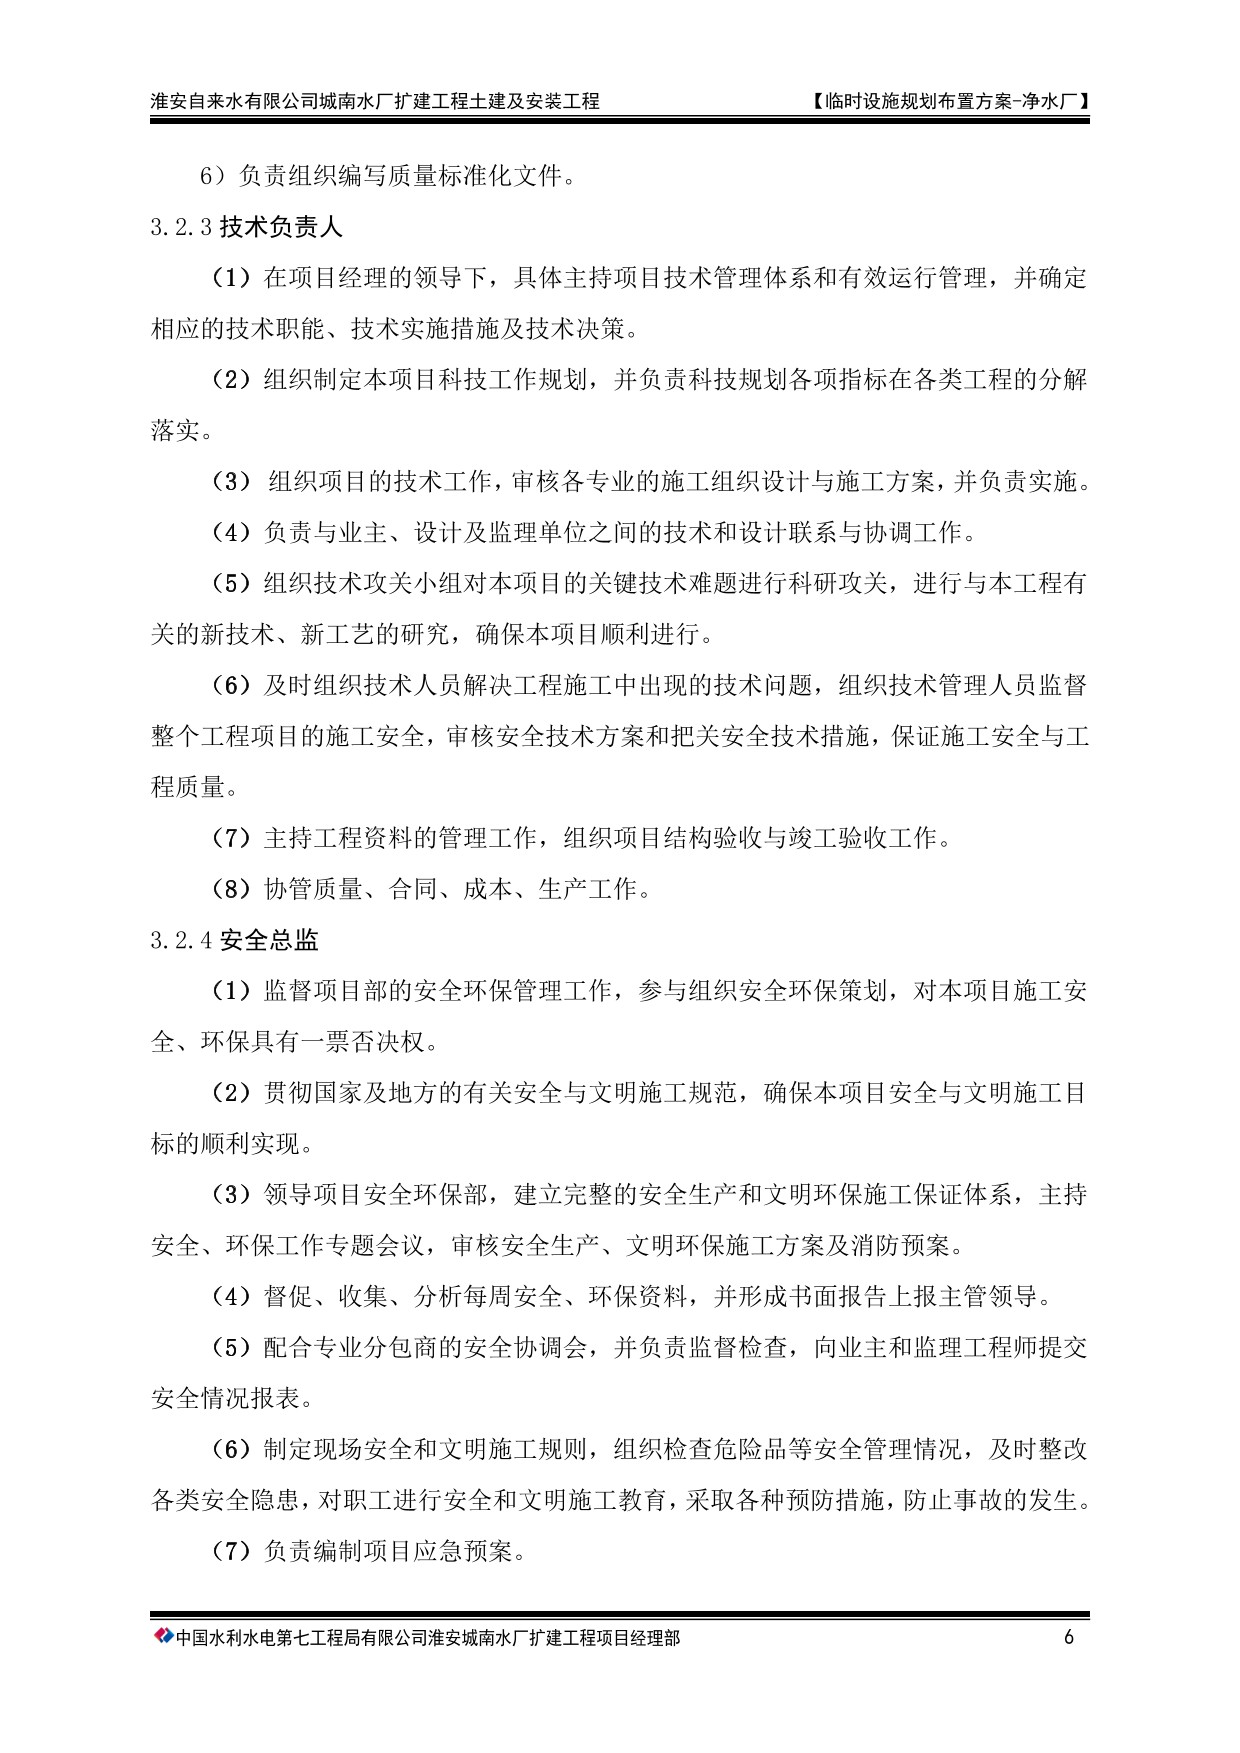 淮安自来水有限公司城南水厂扩建工程土建及安装工程 【临时设施规划布置方案-净水厂】
6）负责组织编写质量标准化文件。
3.2.3 技术负责人
（1）在项目经理的领导下，具体主持项目技术管理体系和有效运行管理，并确定
相应的技术职能、技术实施措施及技术决策。
（2）组织制定本项目科技工作规划，并负责科技规划各项指标在各类工程的分解
落实。
（3） 组织项目的技术工作，审核各专业的施工组织设计与施工方案，并负责实施。
（4）负责与业主、设计及监理单位之间的技术和设计联系与协调工作。
（5）组织技术攻关小组对本项目的关键技术难题进行科研攻关，进行与本工程有
关的新技术、新工艺的研究，确保本项目顺利进行。
（6）及时组织技术人员解决工程施工中出现的技术问题，组织技术管理人员监督
整个工程项目的施工安全，审核安全技术方案和把关安全技术措施，保证施工安全与工
程质量。
（7）主持工程资料的管理工作，组织项目结构验收与竣工验收工作。
（8）协管质量、合同、成本、生产工作。
3.2.4 安全总监
（1）监督项目部的安全环保管理工作，参与组织安全环保策划，对本项目施工安
全、环保具有一票否决权。
（2）贯彻国家及地方的有关安全与文明施工规范，确保本项目安全与文明施工目
标的顺利实现。
（3）领导项目安全环保部，建立完整的安全生产和文明环保施工保证体系，主持
安全、环保工作专题会议，审核安全生产、文明环保施工方案及消防预案。
（4）督促、收集、分析每周安全、环保资料，并形成书面报告上报主管领导。
（5）配合专业分包商的安全协调会，并负责监督检查，向业主和监理工程师提交
安全情况报表。
（6）制定现场安全和文明施工规则，组织检查危险品等安全管理情况，及时整改
各类安全隐患，对职工进行安全和文明施工教育，采取各种预防措施，防止事故的发生。
（7）负责编制项目应急预案。
中国水利水电第七工程局有限公司淮安城南水厂扩建工程项目经理部 6